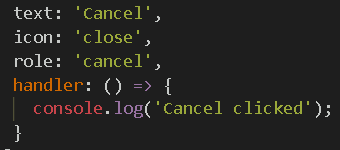 text: 'Cancel',
icon: 'close',
role: 'cancel',
handler: () => {
  console.log('Cancel clicked');
}